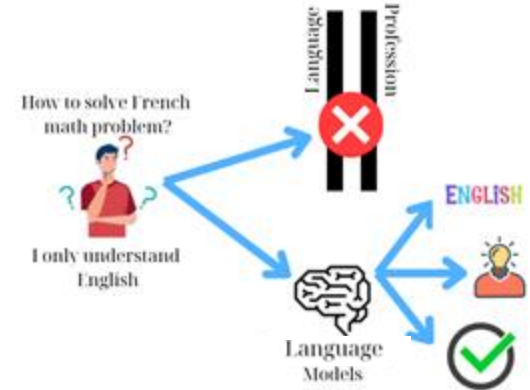 How to solve French
math problem?
I only understand
English
Language
Profession
ENGLISH
Language
Models